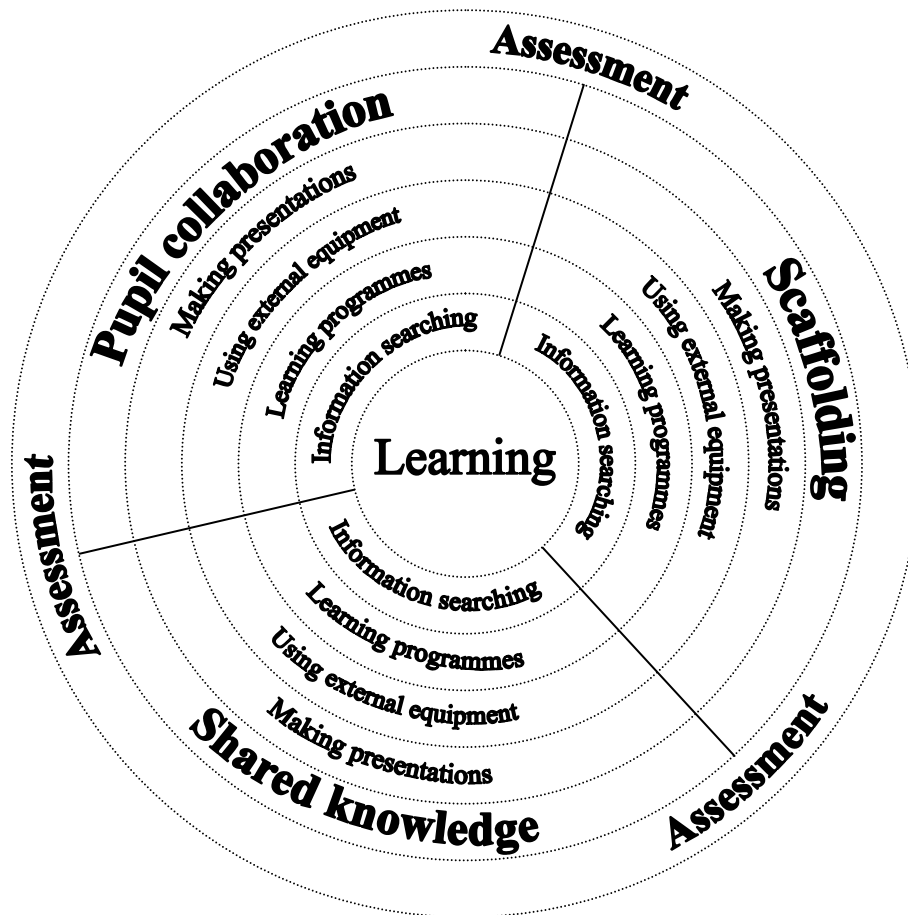 Assessment
Pupil collaboration
Making presentations
Using external equipment
Learning programmes
Information searching
Scaffolding
Making presentations
Using external equipment
Learning programmes
Information searching
Learning
Assessment
Information searching
Learning programmes
Using external equipment
Making presentations
Shared knowledge
Assessment